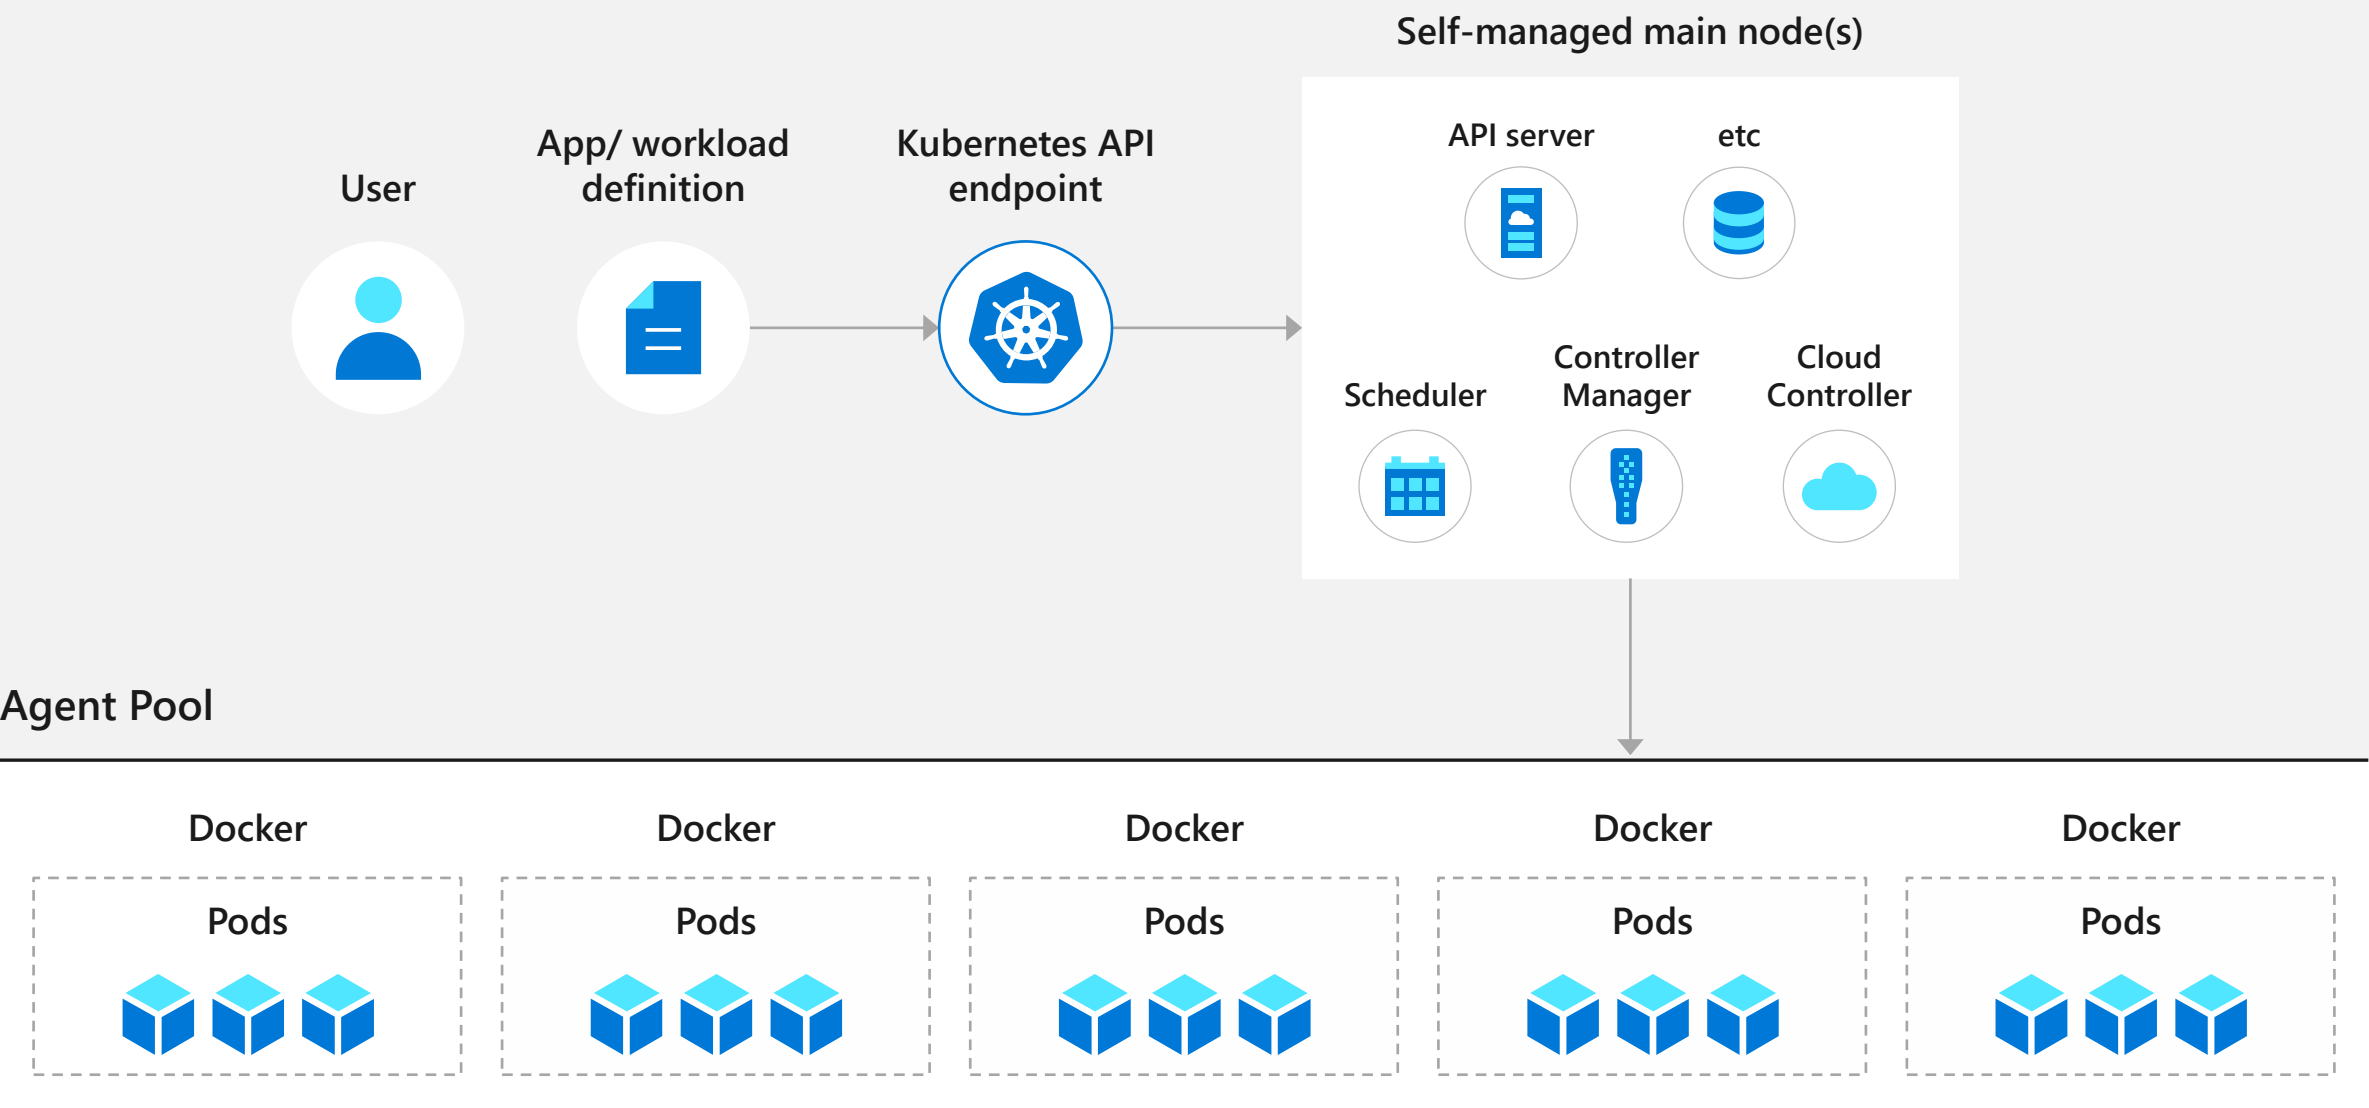 Self-managed main node(s)
User
App/ workload
definition
Kubernetes API
endpoint
API server
etc
Scheduler
Controller
Manager
Cloud
Controller
Agent Pool
Docker
Docker
Docker
Docker
Docker
Pods
Pods
Pods
Pods
Pods